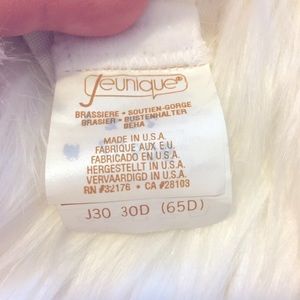 Jeunique®
BRASSIERE • SOUTIEN-GORGE
BRASIER • BUSTENHALTER
BEHA
MADE IN U.S.A.
FABRIQUE AUX E.U.
FABRICADO EN U.S.A.
HERGESTELLT IN U.S.A.
VERVAARDIGD IN U.S.A.
RN #32176 • CA #28103
J30 30D (65D)